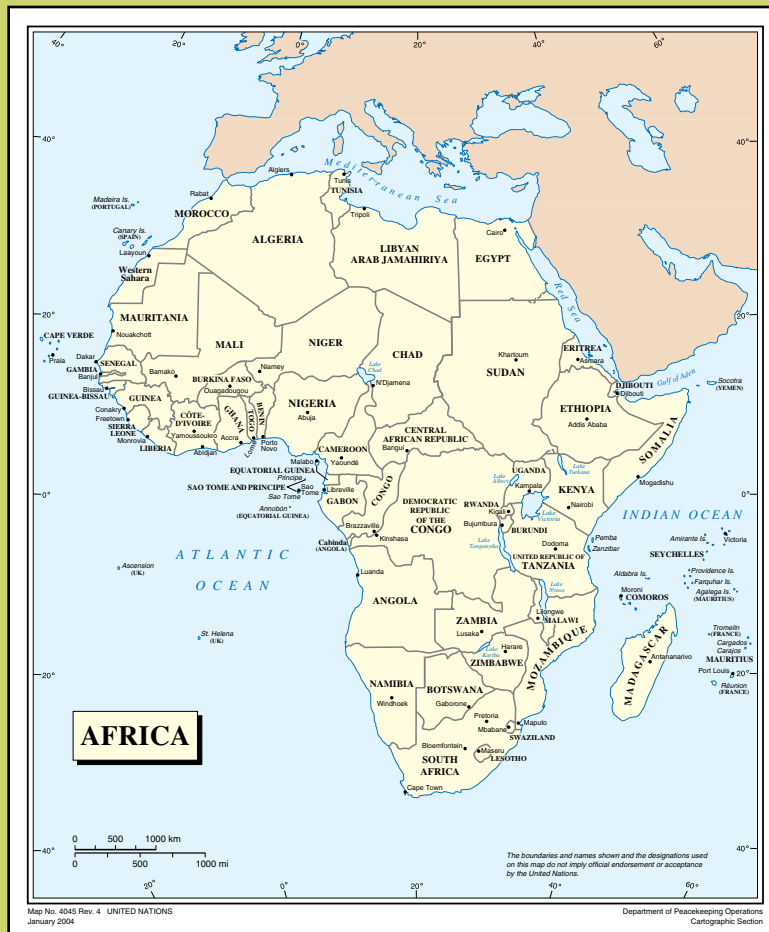 40°
20°
0°
20°
40°
60°
40°
40°
Mediterranean Sea
Algiers
Tunis
TUNISIA
Rabat
Madeira Is.
(PORTUGAL)
MOROCCO
Tripoli
Canary Is.
(SPAIN)
Laayoun
Western
Sahara
ALGERIA
LIBYAN
ARAB JAMAHIRIYA
Cairo
EGYPT
Red Sea
20°
20°
CAPE VERDE
Praia
MAURITANIA
Nouakchott
MALI
NIGER
CHAD
Khartoum
SUDAN
ERITREA
Asmara
Dakar
SENEGAL
GAMBIA
Banjul
Bamako
Niamey
BURKINA FASO
Ouagadougou
Lake
Chad
N'Djamena
DJIBOUTI
Djibouti
Gulf of Aden
Socotra
(YEMEN)
Bissau
GUINEA-BISSAU
GUINEA
Conakry
Freetown
SIERRA
LEONE
Monrovia
LIBERIA
CÔTE-
D'IVOIRE
Yamoussoukro
Abidjan
GHANA
Accra
TOGO
Lomé
BENIN
Porto
Novo
NIGERIA
Abuja
ETHIOPIA
Addis Ababa
SOMALIA
Mogadishu
CENTRAL
AFRICAN REPUBLIC
Bangui
CAMEROON
Yaoundé
Malabo
EQUATORIAL GUINEA
Principe
SAO TOME AND PRINCIPE
Sao
Tome
Sao Tome
Libreville
GABON
CONGO
Annobón
(EQUATORIAL GUINEA)
0°
0°
UGANDA
Kampala
Lake
Albert
Lake
Turkana
KENYA
Nairobi
DEMOCRATIC
REPUBLIC
OF THE
CONGO
RWANDA
Kigali
Lake
Victoria
Bujumbura
BURUNDI
INDIAN OCEAN
Brazzaville
Kinshasa
Cabinda
(ANGOLA)
Lake
Tanganyika
Dodoma
UNITED REPUBLIC OF
TANZANIA
Pemba
Zanzibar
Amirante Is.
Victoria
SEYCHELLES
ATLANTIC
OCEAN
Ascension
(UK)
Luanda
Aldabra Is.
Providence Is.
Farquhar Is.
Agalega Is.
(MAURITIUS)
Lake
Nyasa
Moroni
COMOROS
ANGOLA
ZAMBIA
Lusaka
Lilongwe
MALAWI
St. Helena
(UK)
Lake
Kariba
Harare
ZIMBABWE
MOZAMBIQUE
MADAGASCAR
Antananarivo
Tromelin
(FRANCE)
Cargados
Carajos
MAURITIUS
Port Louis
Réunion
(FRANCE)
20°
20°
NAMIBIA
Windhoek
BOTSWANA
Gaborone
Pretoria
Mbabane
Maputo
SWAZILAND
AFRICA
Bloemfontein
Maseru
LESOTHO
SOUTH
AFRICA
Cape Town
0 500 1000 km
0 500 1000 mi
40°
40°
The boundaries and names shown and the designations used
on this map do not imply official endorsement or acceptance
by the United Nations.
20°
0°
20°
40°
60°
Map No. 4045 Rev. 4 UNITED NATIONS
January 2004
Department of Peacekeeping Operations
Cartographic Section